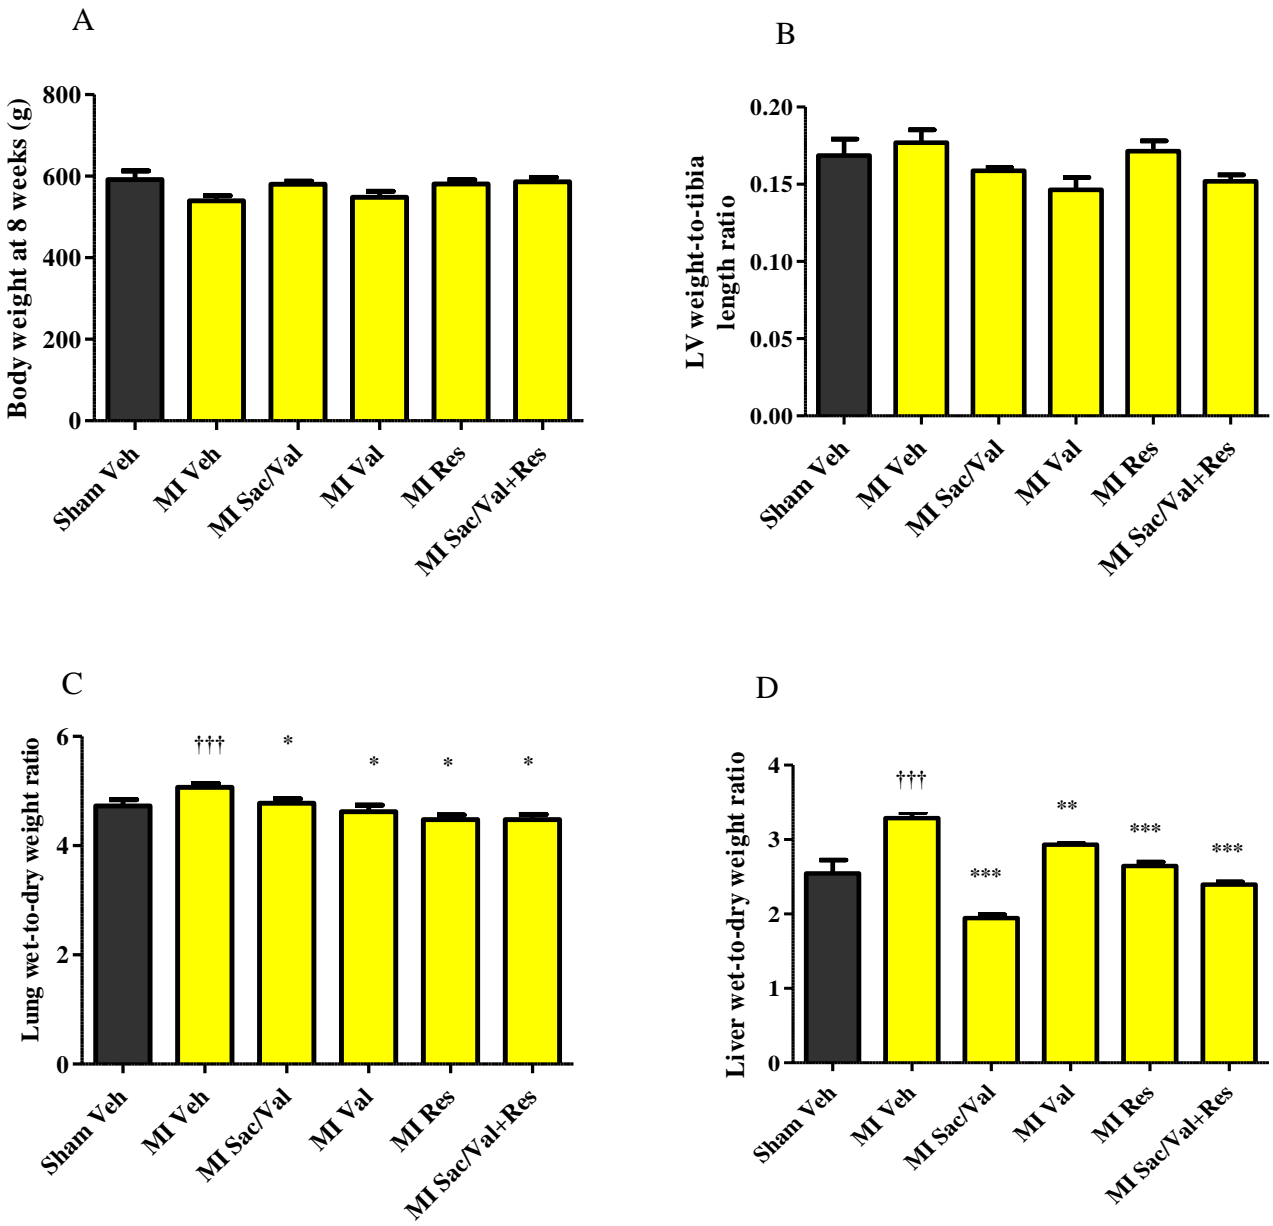 A
Body weight at 8 weeks (g)
800
600
400
200
0
Sham Veh
MI Veh
MI Sac/Val
MI Val
MI Res
MI Sac/Val+Res
B
LV weight-to-tibia
length ratio
0.20
0.15
0.10
0.05
0.00
Sham Veh
MI Veh
MI Sac/Val
MI Val
MI Res
MI Sac/Val+Res
C
Lung wet-to-dry weight ratio
6
4
2
0
††† * * * *
Sham Veh
MI Veh
MI Sac/Val
MI Val
MI Res
MI Sac/Val+Res
D
Liver wet-to-dry weight ratio
4
3
2
1
0
††† *** ** *** ***
Sham Veh
MI Veh
MI Sac/Val
MI Val
MI Res
MI Sac/Val+Res